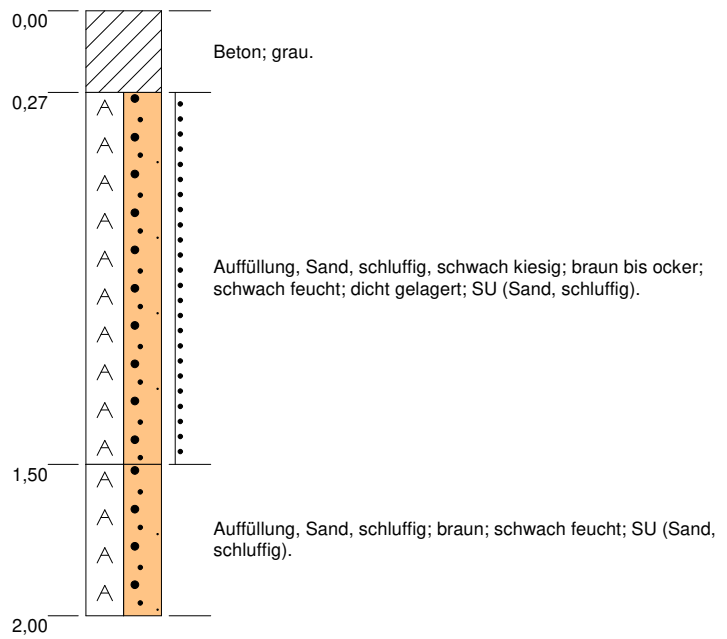 0,00
Beton; grau.
0,27
A
A
A
A
A
A
A
A
A
A
Auffüllung, Sand, schluffig, schwach kiesig; braun bis ocker;
schwach feucht; dicht gelagert; SU (Sand, schluffig).
1,50
A
A
A
A
Auffüllung, Sand, schluffig; braun; schwach feucht; SU (Sand,
schluffig).
2,00